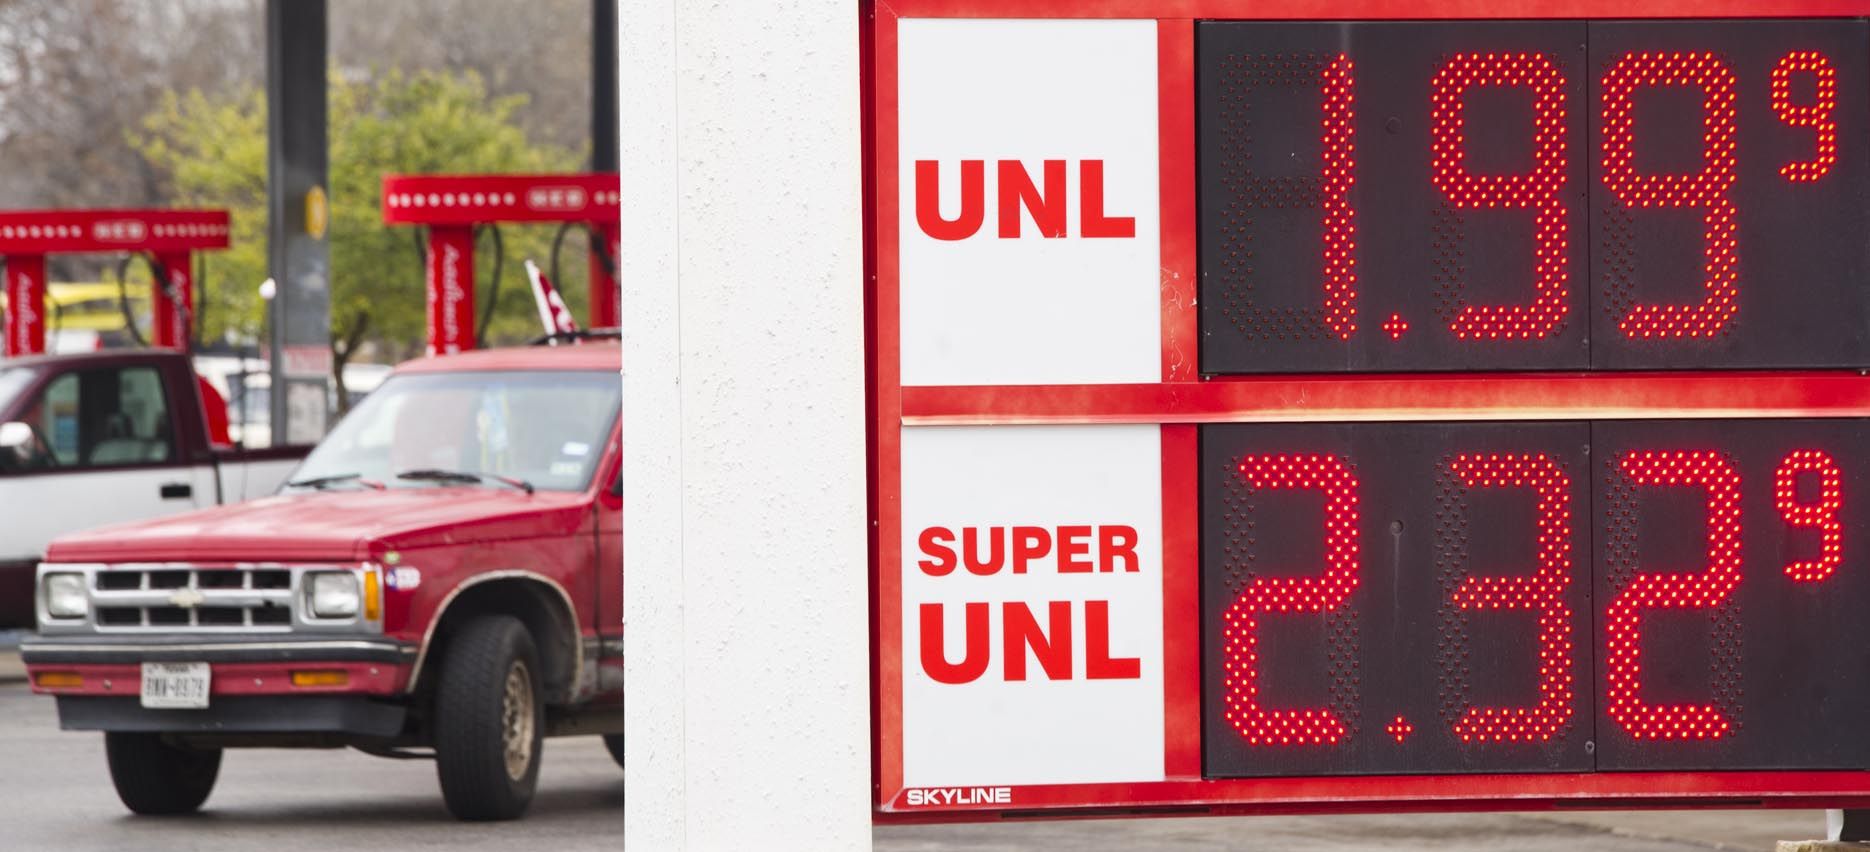 UNL
1.99 9
SUPER
UNL
2.32 9
SKYLINE